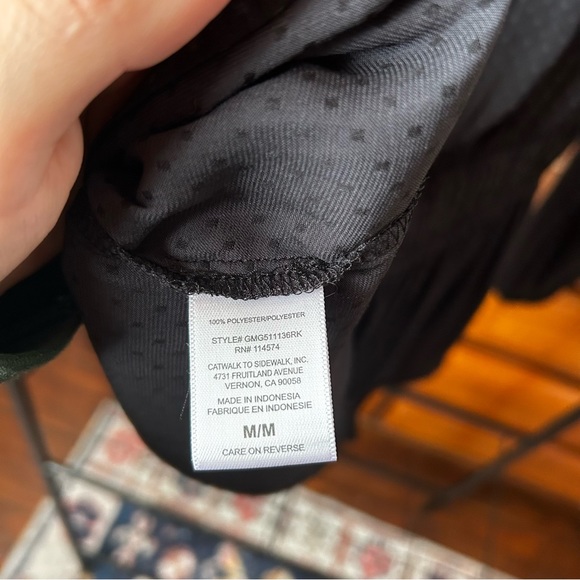 100% POLYESTER/POLYESTER
STYLE# GMG511136RK
RN# 114574
CATWALK TO SIDEWALK, INC.
4731 FRUITLAND AVENUE
VERNON, CA 90058
MADE IN INDONESIA
FABRIQUE EN INDONESIE
M/M
CARE ON REVERSE